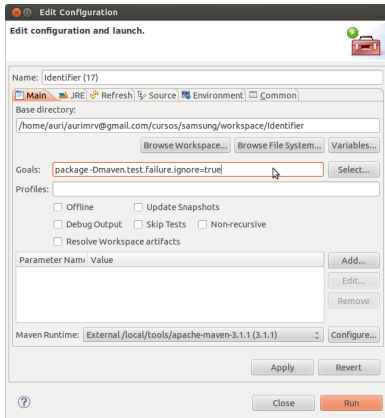 Edit Configuration
Edit configuration and launch.
Name: Identifier (17)
Main JRE Refresh Source Environment Common
Base directory:
/home/auri/aurimrv@gmail.com/cursos/samsung/workspace/Identifier
Browse Workspace... Browse File System... Variables...
Goals: package -Dmaven.test.failure.ignore=true Select...
Profiles:
Offline Update Snapshots
Debug Output Skip Tests Non-recursive
Resolve Workspace artifacts
Parameter Name Value Add...
Edit...
Remove
Maven Runtime: External /local/tools/apache-maven-3.1.1 (3.1.1) Configure...
Apply Revert
? Close Run